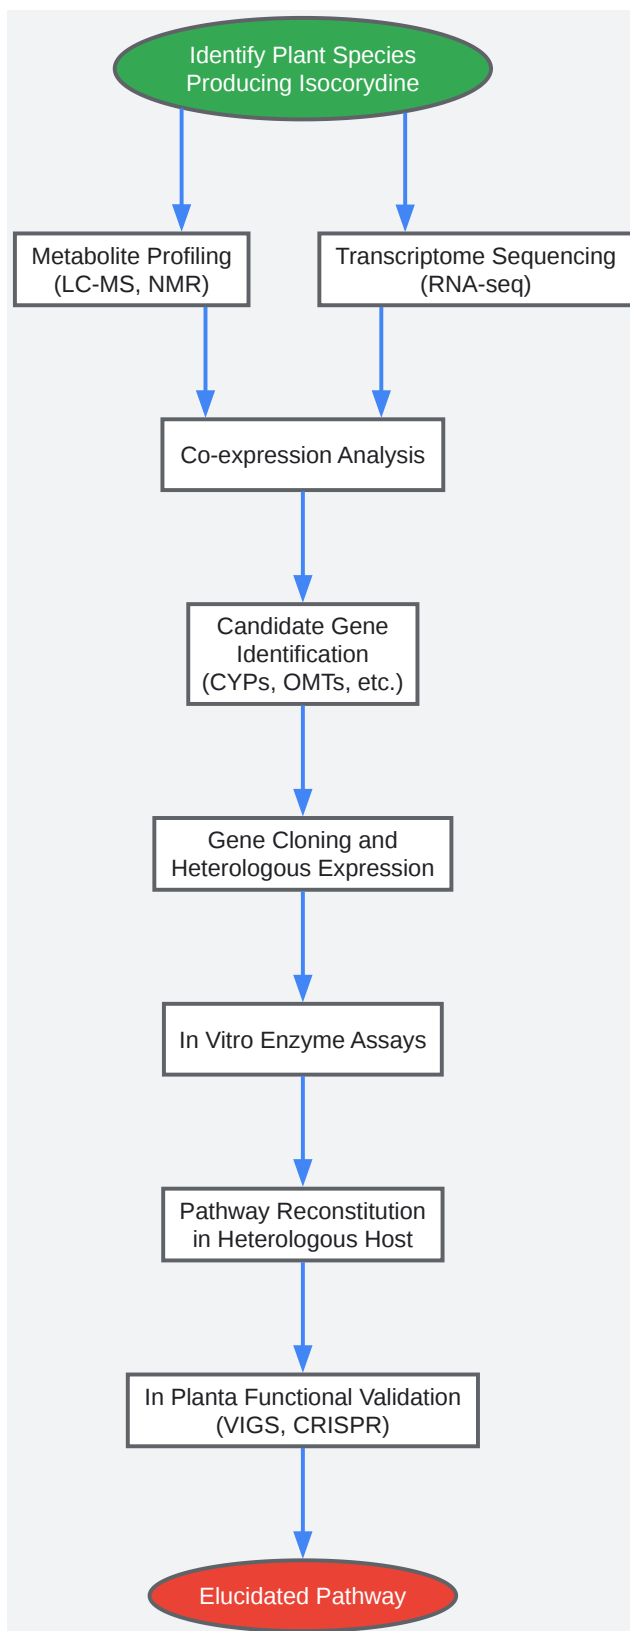 Identify Plant Species
Producing Isocorydine
Metabolite Profiling
(LC-MS, NMR)
Transcriptome Sequencing
(RNA-seq)
Co-expression Analysis
Candidate Gene
Identification
(CYPs, OMTs, etc.)
Gene Cloning and
Heterologous Expression
In Vitro Enzyme Assays
Pathway Reconstitution
in Heterologous Host
In Planta Functional Validation
(VIGS, CRISPR)
Elucidated Pathway